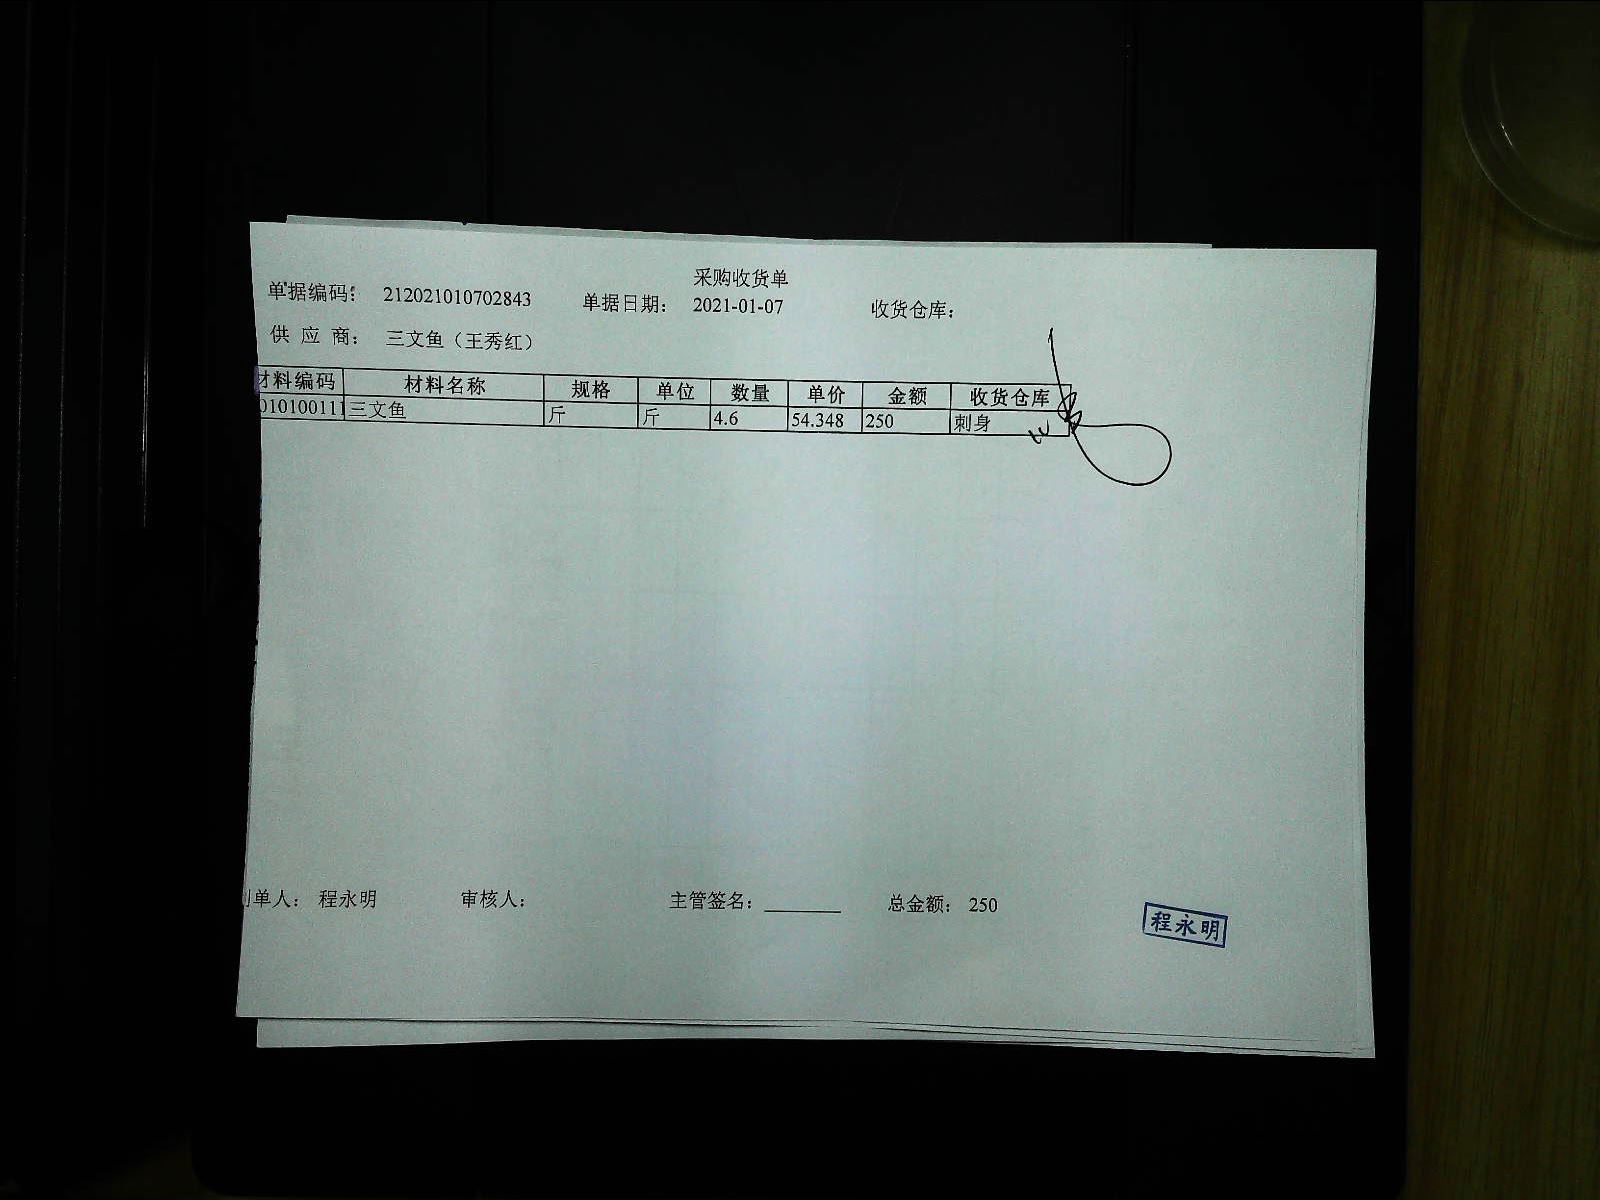 采购收货单
单据编码： 212021010702843 单据日期： 2021-01-07 收货仓库：
供 应 商： 三文鱼（王秀红）
材料编码 材料名称 规格 单位 数量 单价 金额 收货仓库
010100111 三文鱼 斤 斤 4.6 54.348 250 刺身
制单人： 程永明 审核人： 主管签名：________ 总金额： 250
程永明